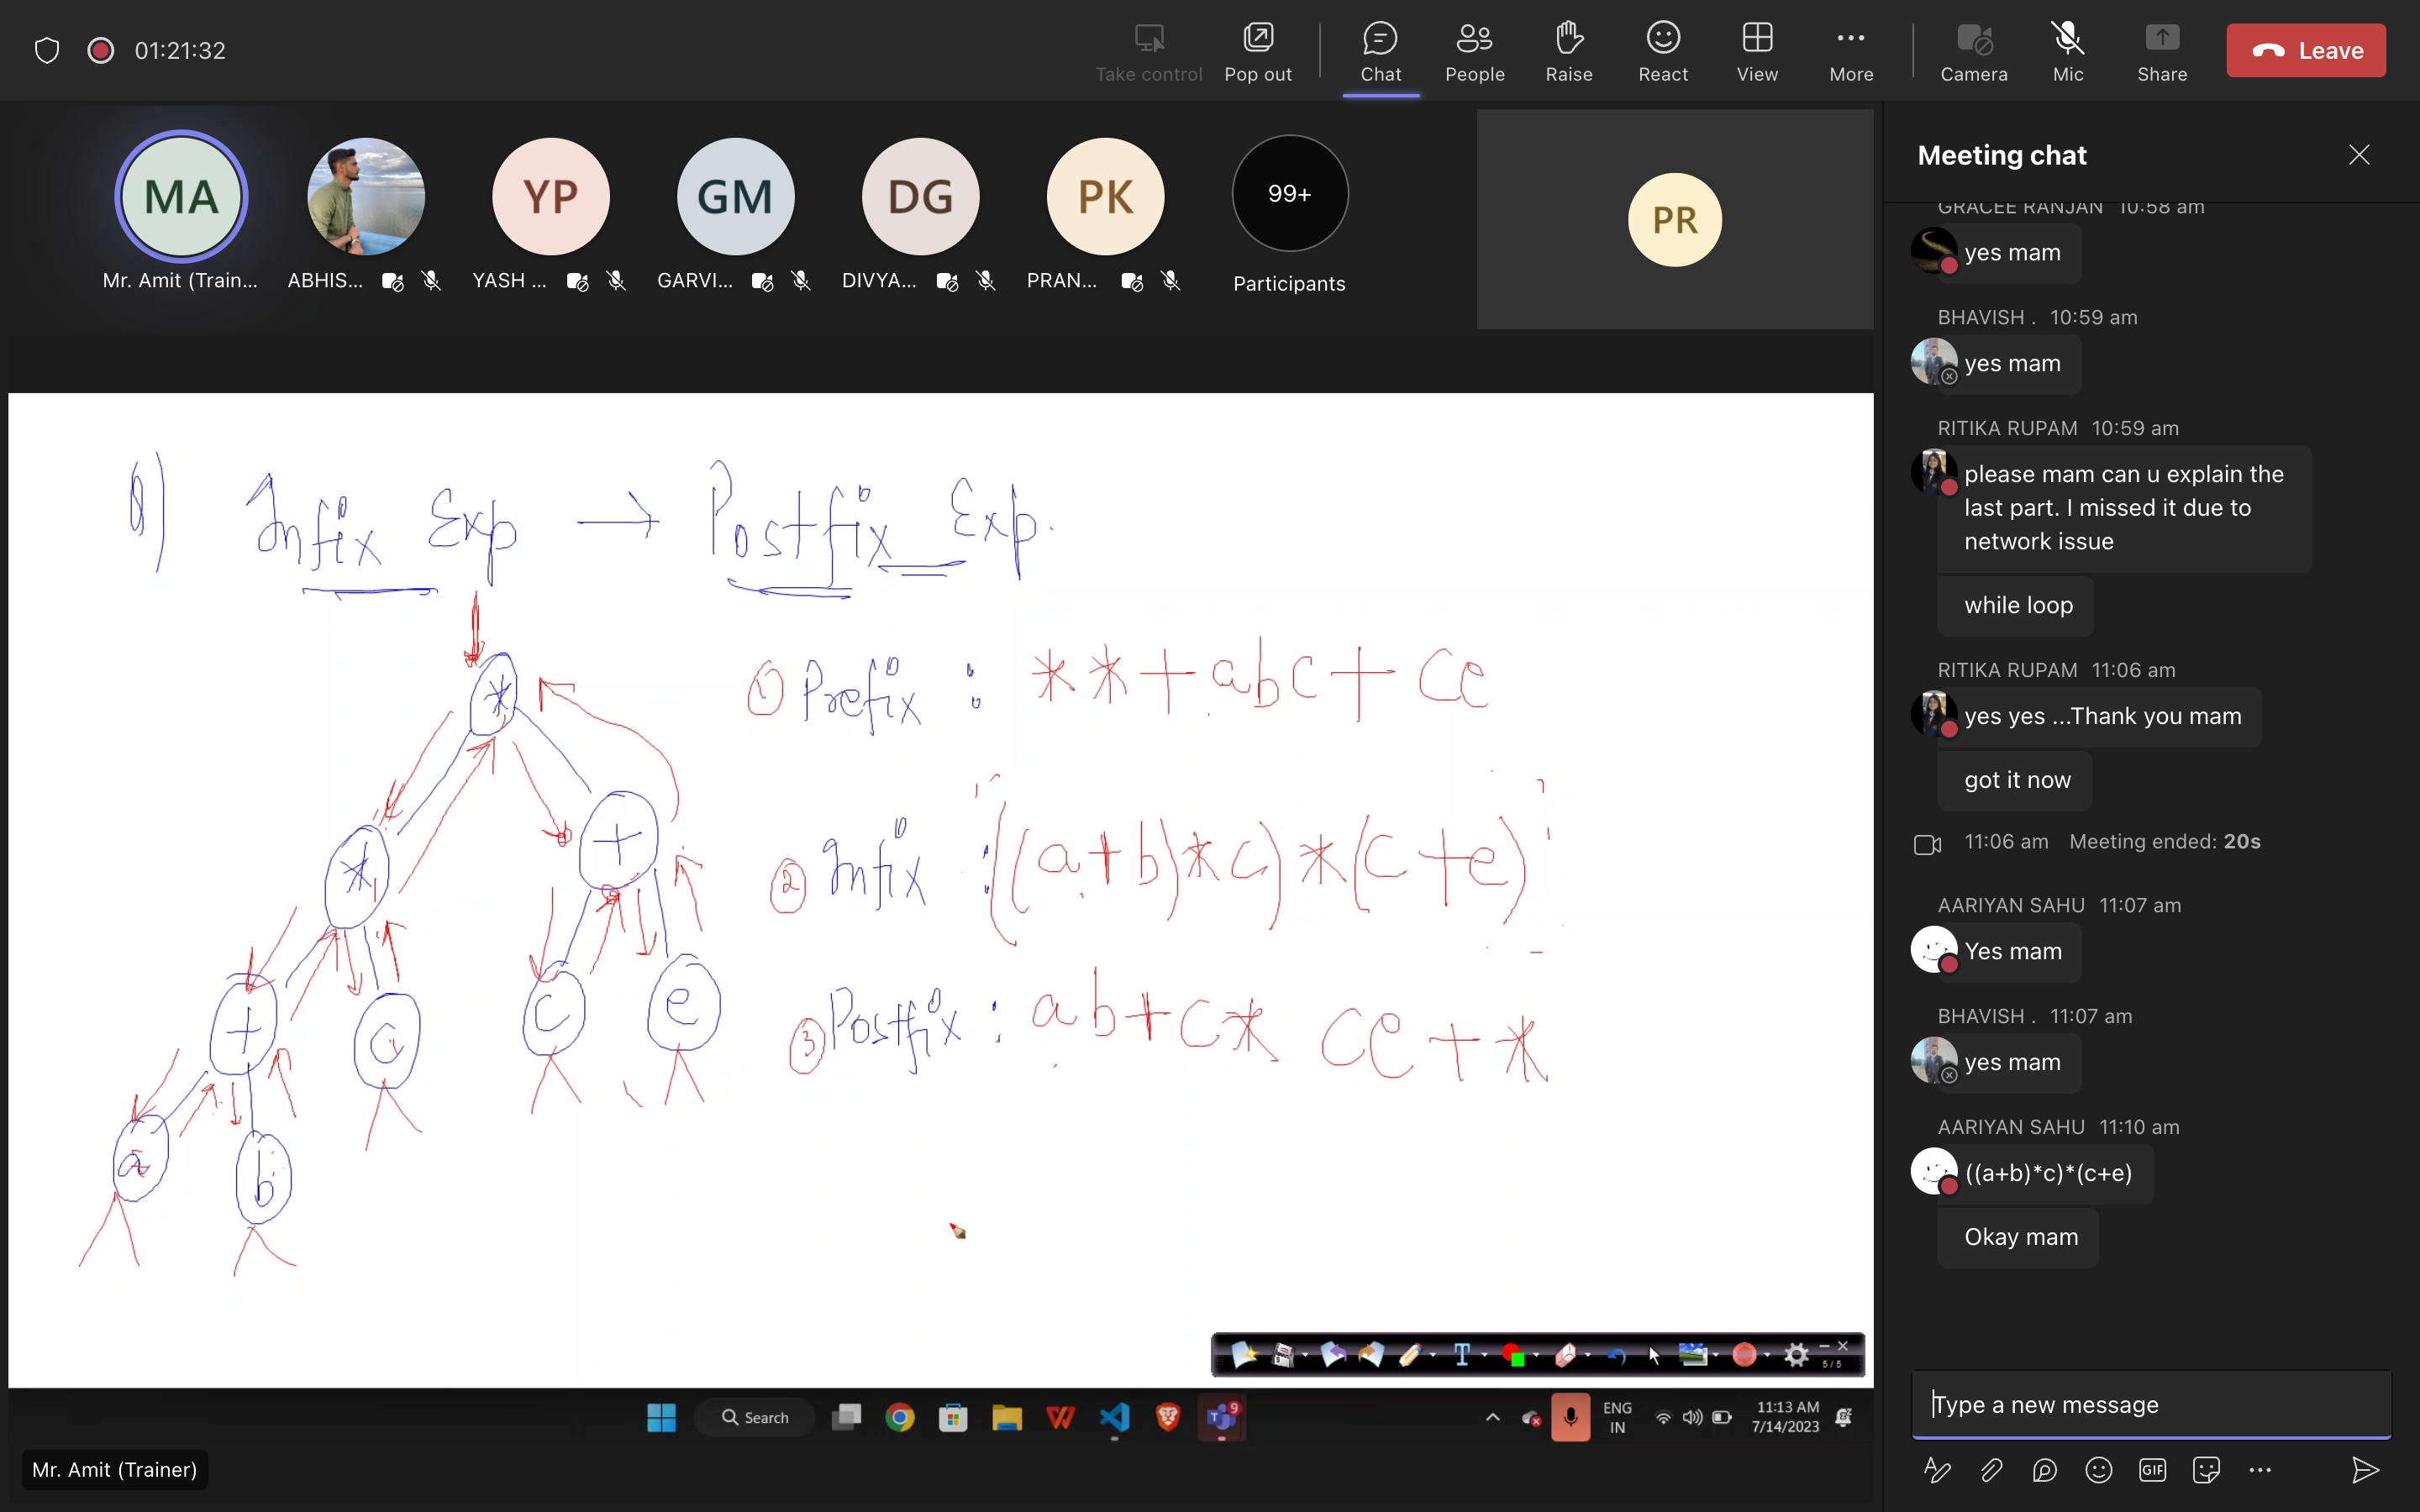 01:21:32
Take control
Pop out
Chat
People
Raise
React
View
More
Camera
Mic
Share
Leave
MA
YP
GM
DG
PK
99+
PR
Mr. Amit (Train...
ABHIS...
YASH ...
GARVI...
DIVYA...
PRAN...
Participants
Infix Exp → Postfix Exp.
① Prefix : **+abc+ce
② Infix : ((a+b)*c)*(c+e)
③ Postfix : ab+c* ce+*
*
*
+
+
c
c
e
a
b
5/5
Search
9
ENG
IN
11:13 AM
7/14/2023
Mr. Amit (Trainer)
Meeting chat
GRACEE RANJAN 10:58 am
yes mam
BHAVISH . 10:59 am
yes mam
RITIKA RUPAM 10:59 am
please mam can u explain the
last part. I missed it due to
network issue
while loop
RITIKA RUPAM 11:06 am
yes yes ...Thank you mam
got it now
11:06 am Meeting ended: 20s
AARIYAN SAHU 11:07 am
Yes mam
BHAVISH . 11:07 am
yes mam
AARIYAN SAHU 11:10 am
((a+b)*c)*(c+e)
Okay mam
Type a new message
GIF